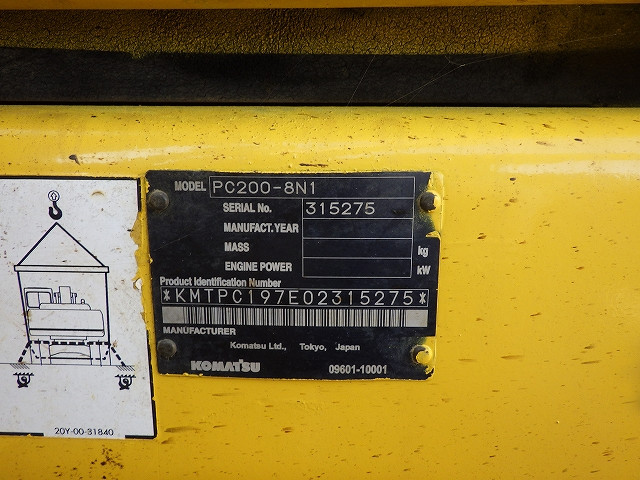 MODEL PC200-8N1
SERIAL No. 315275
MANUFACT.YEAR
MASS kg
ENGINE POWER kW
Product Identification Number
*KMTPC197E02315275*
MANUFACTURER
Komatsu Ltd., Tokyo, Japan
KOMATSU 09601-10001
20Y-00-31840